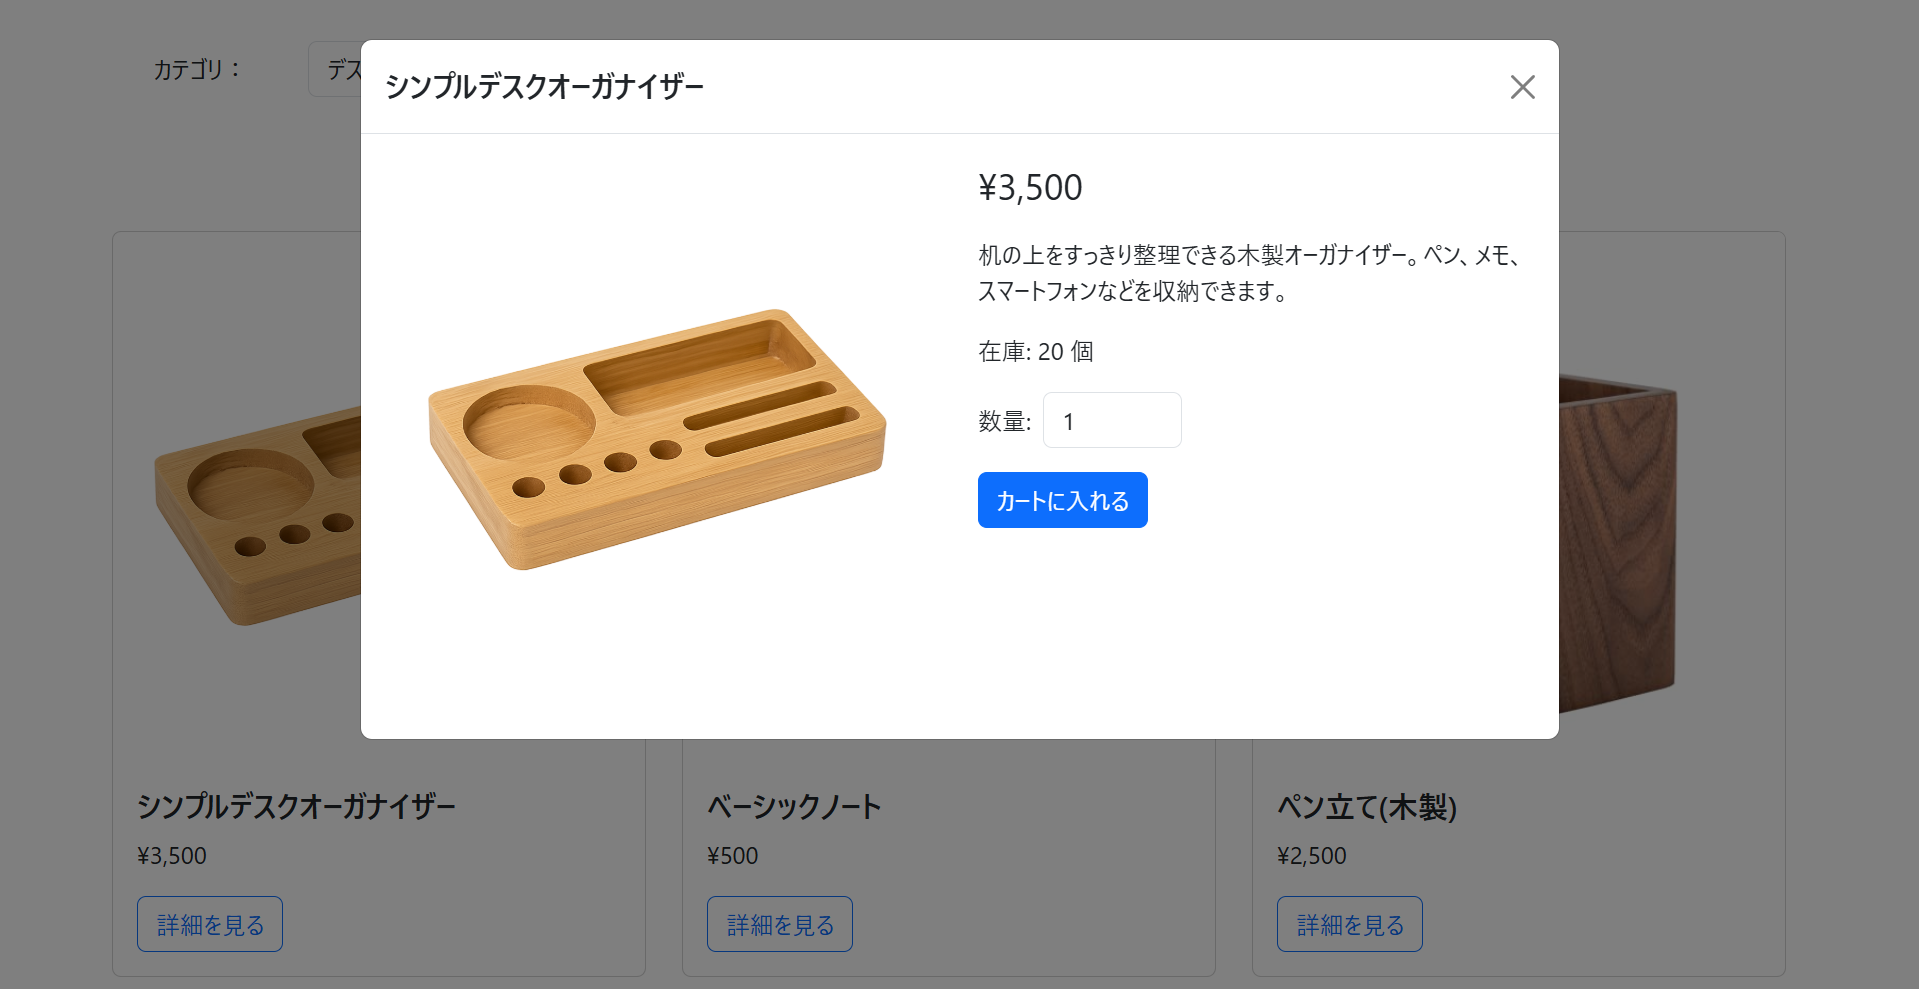 カテゴリ：
デス
シンプルデスクオーガナイザー
¥3,500
机の上をすっきり整理できる木製オーガナイザー。ペン、メモ、
スマートフォンなどを収納できます。
在庫: 20 個
数量: 1
カートに入れる
シンプルデスクオーガナイザー
¥3,500
詳細を見る
ベーシックノート
¥500
詳細を見る
ペン立て(木製)
¥2,500
詳細を見る